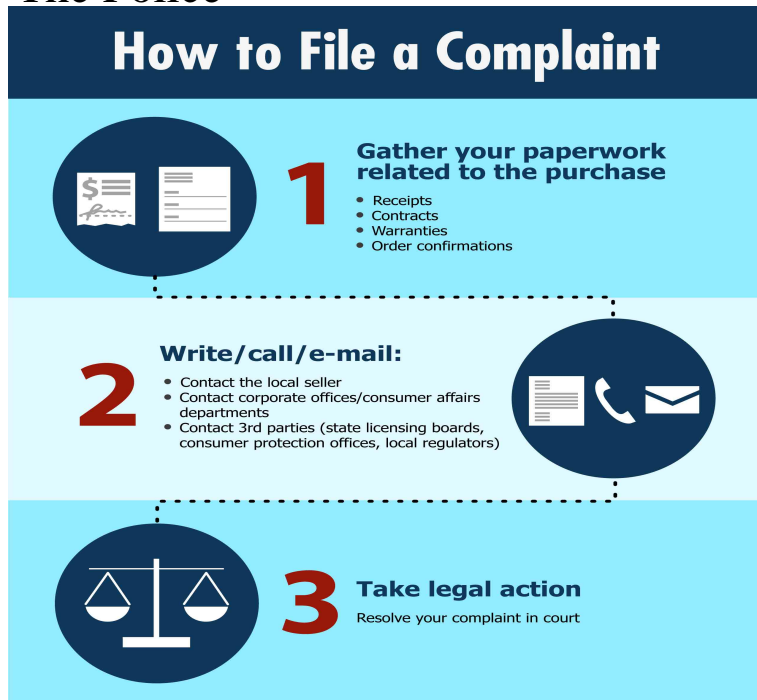 How to File a Complaint
1
Gather your paperwork
related to the purchase
• Receipts
• Contracts
• Warranties
• Order confirmations
$
2
Write/call/e-mail:
• Contact the local seller
• Contact corporate offices/consumer affairs
departments
• Contact 3rd parties (state licensing boards,
consumer protection offices, local regulators)
3
Take legal action
Resolve your complaint in court